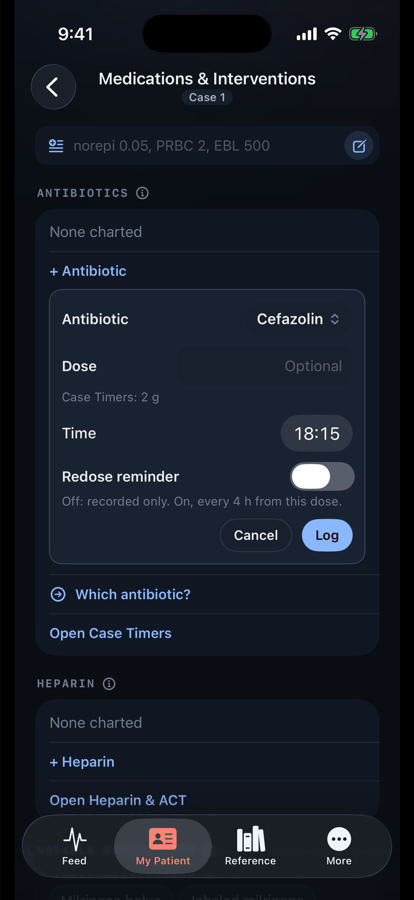 9:41
Medications & Interventions
Case 1
norepi 0.05, PRBC 2, EBL 500
ANTIBIOTICS
None charted
+ Antibiotic
Antibiotic Cefazolin
Dose Optional
Case Timers: 2 g
Time 18:15
Redose reminder
Off: recorded only. On, every 4 h from this dose.
Cancel Log
Which antibiotic?
Open Case Timers
HEPARIN
None charted
+ Heparin
Open Heparin & ACT
Feed My Patient Reference More